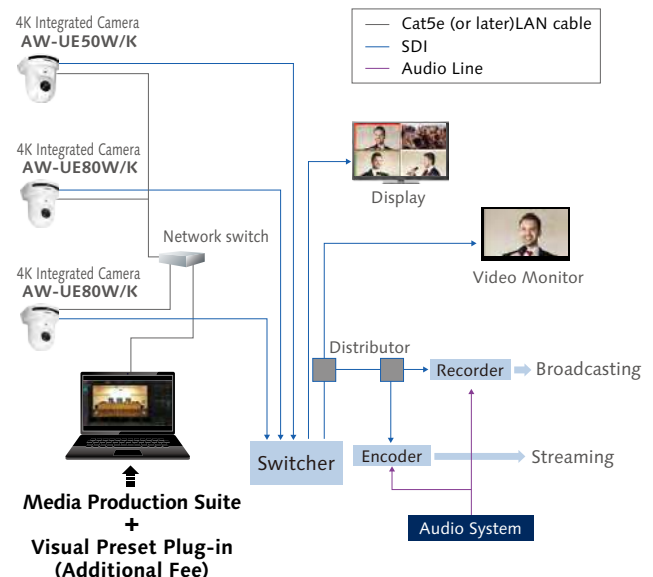 4K Integrated Camera
AW-UE50W/K
Cat5e (or later)LAN cable
SDI
Audio Line
4K Integrated Camera
AW-UE80W/K
Display
Network switch
Video Monitor
4K Integrated Camera
AW-UE80W/K
Distributor
Recorder
Broadcasting
Switcher
Encoder
Streaming
Media Production Suite
+
Visual Preset Plug-in
(Additional Fee)
Audio System